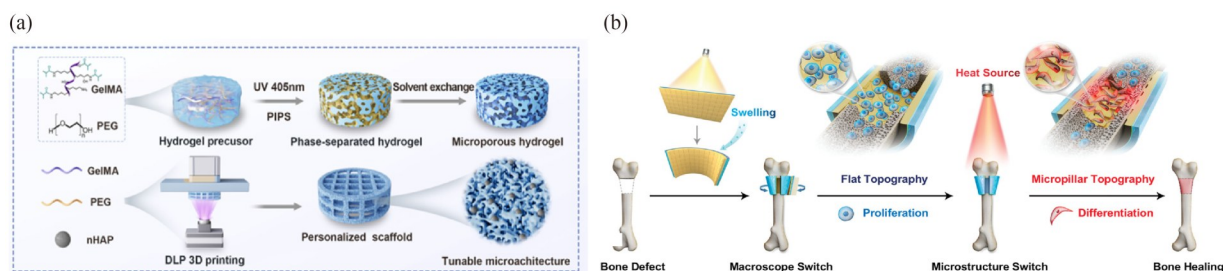 (a)
GelMA
PEG
UV 405nm
PIPS
Solvent exchange
Hydrogel precusor
Phase-separated hydrogel
Microporous hydrogel
GelMA
PEG
nHAP
DLP 3D printing
Personalized scaffold
Tunable microachitecture
(b)
Swelling
Heat Source
Flat Topography
Proliferation
Micropillar Topography
Differentiation
Bone Defect
Macroscope Switch
Microstructure Switch
Bone Healing